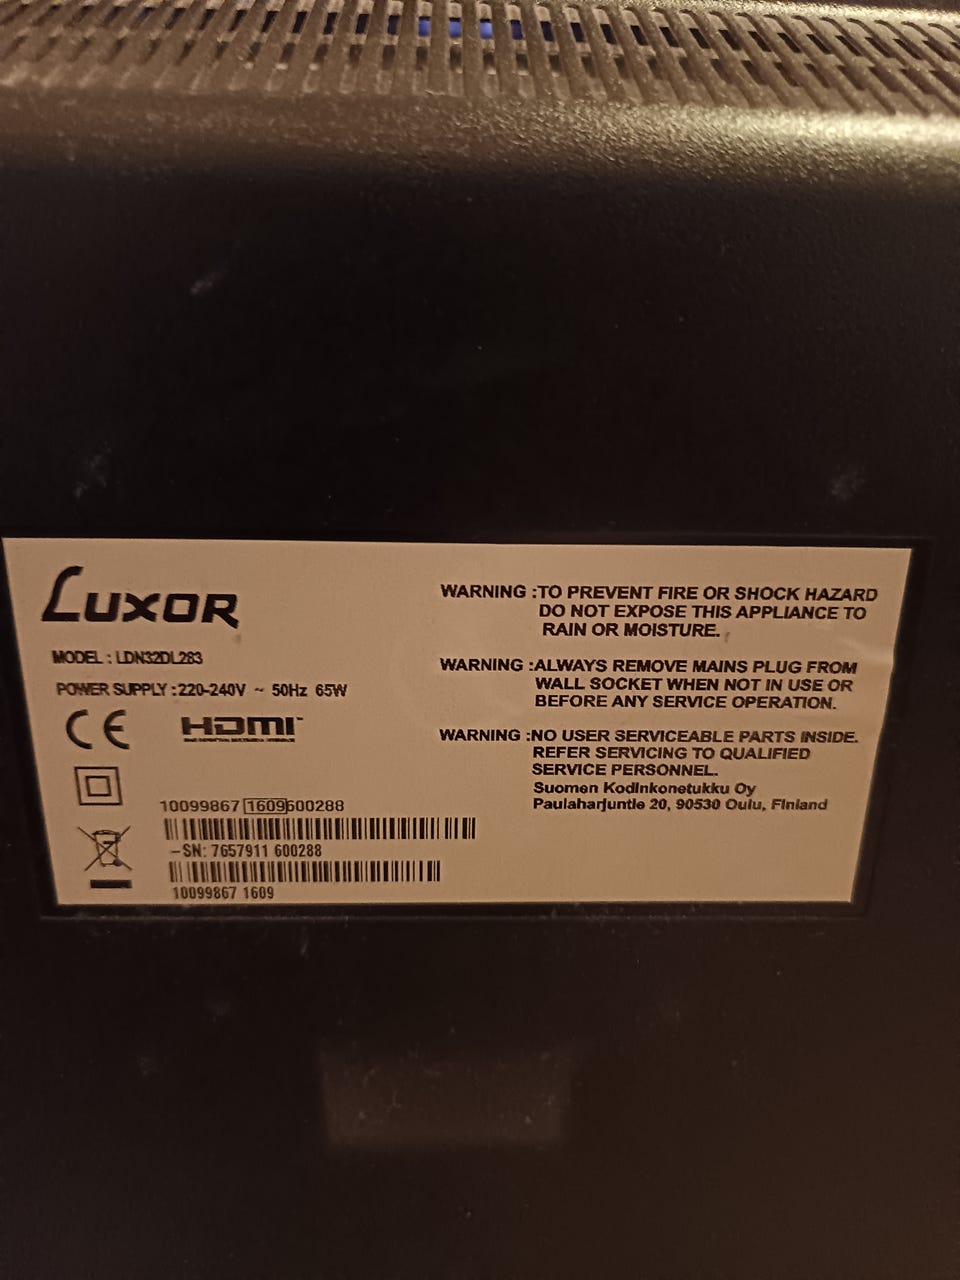 LUXOR
MODEL : LDN32DL283
POWER SUPPLY : 220-240V ~ 50Hz 65W
CE HDMI
10099867 1609600288
-SN: 7657911 600288
10099867 1609
WARNING : TO PREVENT FIRE OR SHOCK HAZARD
DO NOT EXPOSE THIS APPLIANCE TO
RAIN OR MOISTURE.
WARNING : ALWAYS REMOVE MAINS PLUG FROM
WALL SOCKET WHEN NOT IN USE OR
BEFORE ANY SERVICE OPERATION.
WARNING : NO USER SERVICEABLE PARTS INSIDE.
REFER SERVICING TO QUALIFIED
SERVICE PERSONNEL.
Suomen Kodinkonetukku Oy
Paulaharjuntie 20, 90530 Oulu, Finland